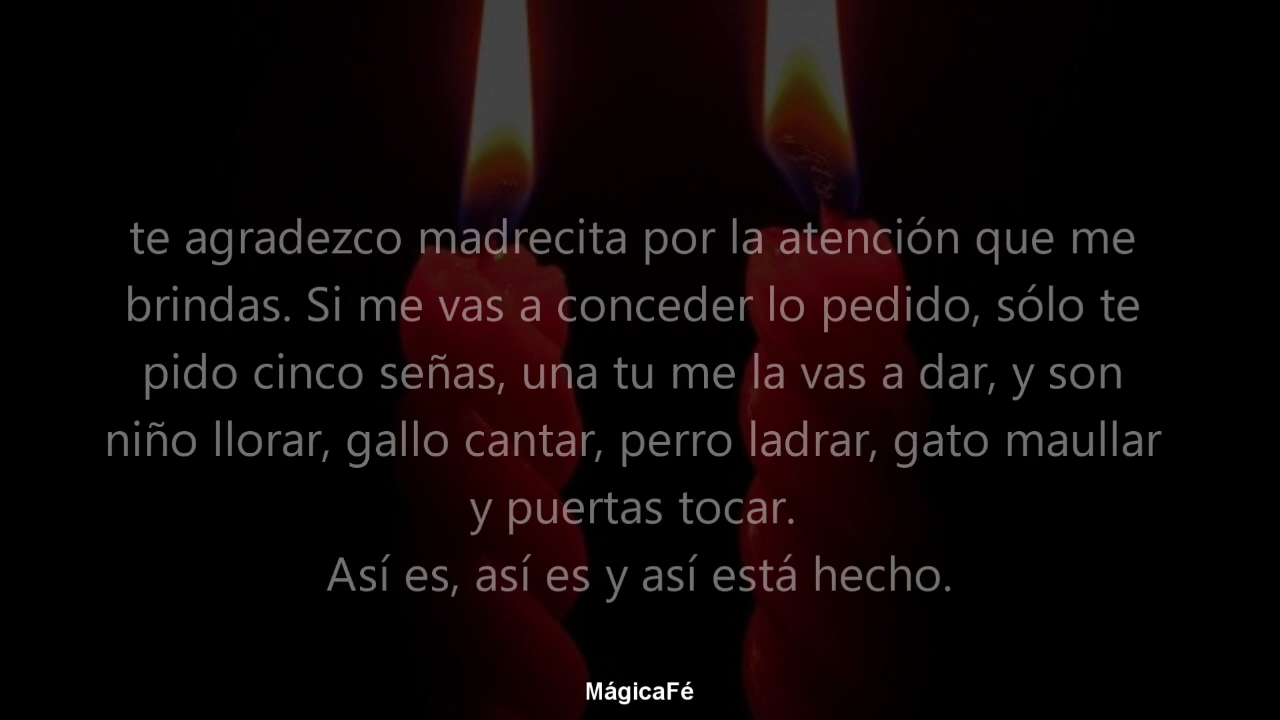 te agradezco madrecita por la atención que me
brindas. Si me vas a conceder lo pedido, sólo te
pido cinco señas, una tu me la vas a dar, y son
niño llorar, gallo cantar, perro ladrar, gato maullar
y puertas tocar.
Así es, así es y así está hecho.
MágicaFé